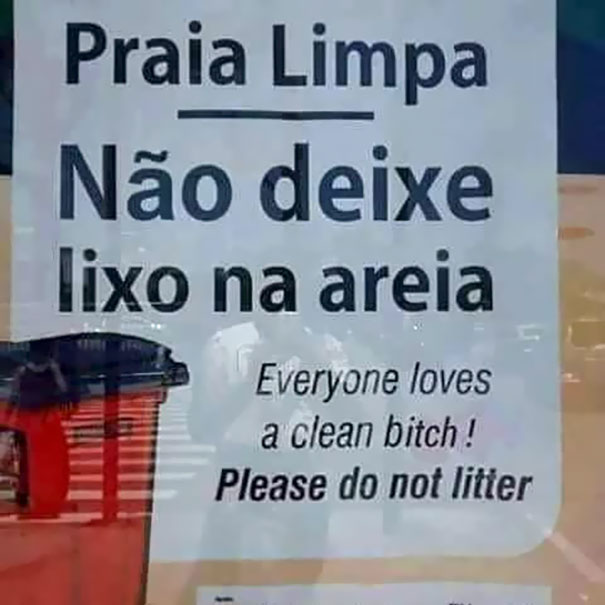 Praia Limpa
Não deixe
lixo na areia
Everyone loves
a clean bitch !
Please do not litter